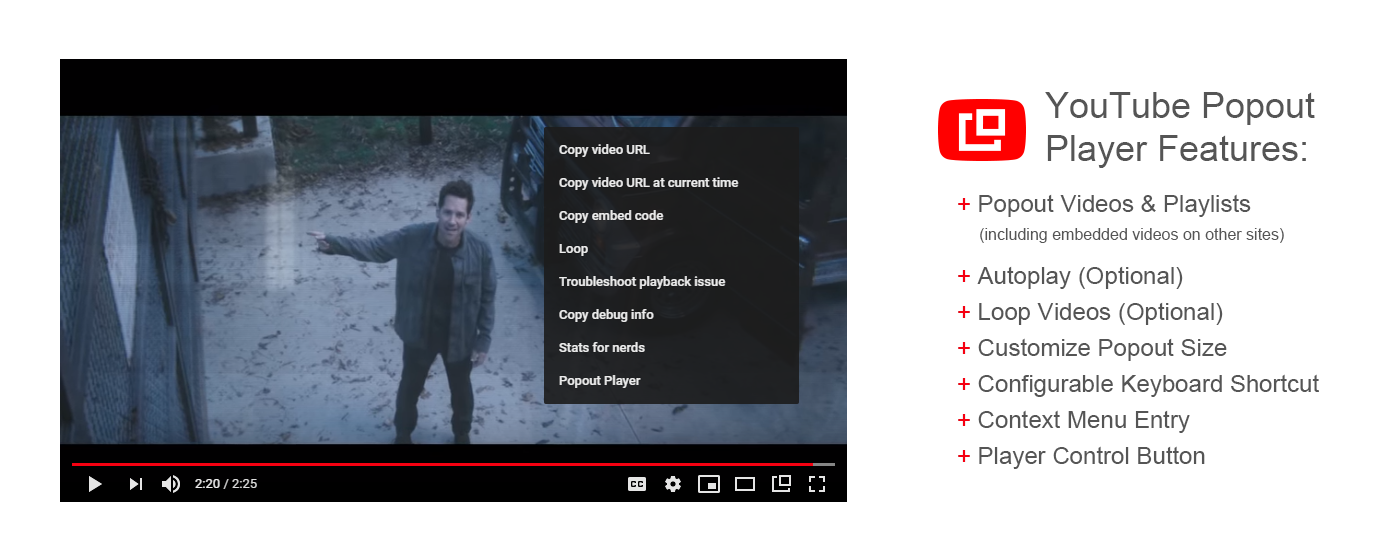 Copy video URL
Copy video URL at current time
Copy embed code
Loop
Troubleshoot playback issue
Copy debug info
Stats for nerds
Popout Player
2:20 / 2:25
CC
YouTube Popout
Player Features:
+ Popout Videos & Playlists
(including embedded videos on other sites)
+ Autoplay (Optional)
+ Loop Videos (Optional)
+ Customize Popout Size
+ Configurable Keyboard Shortcut
+ Context Menu Entry
+ Player Control Button